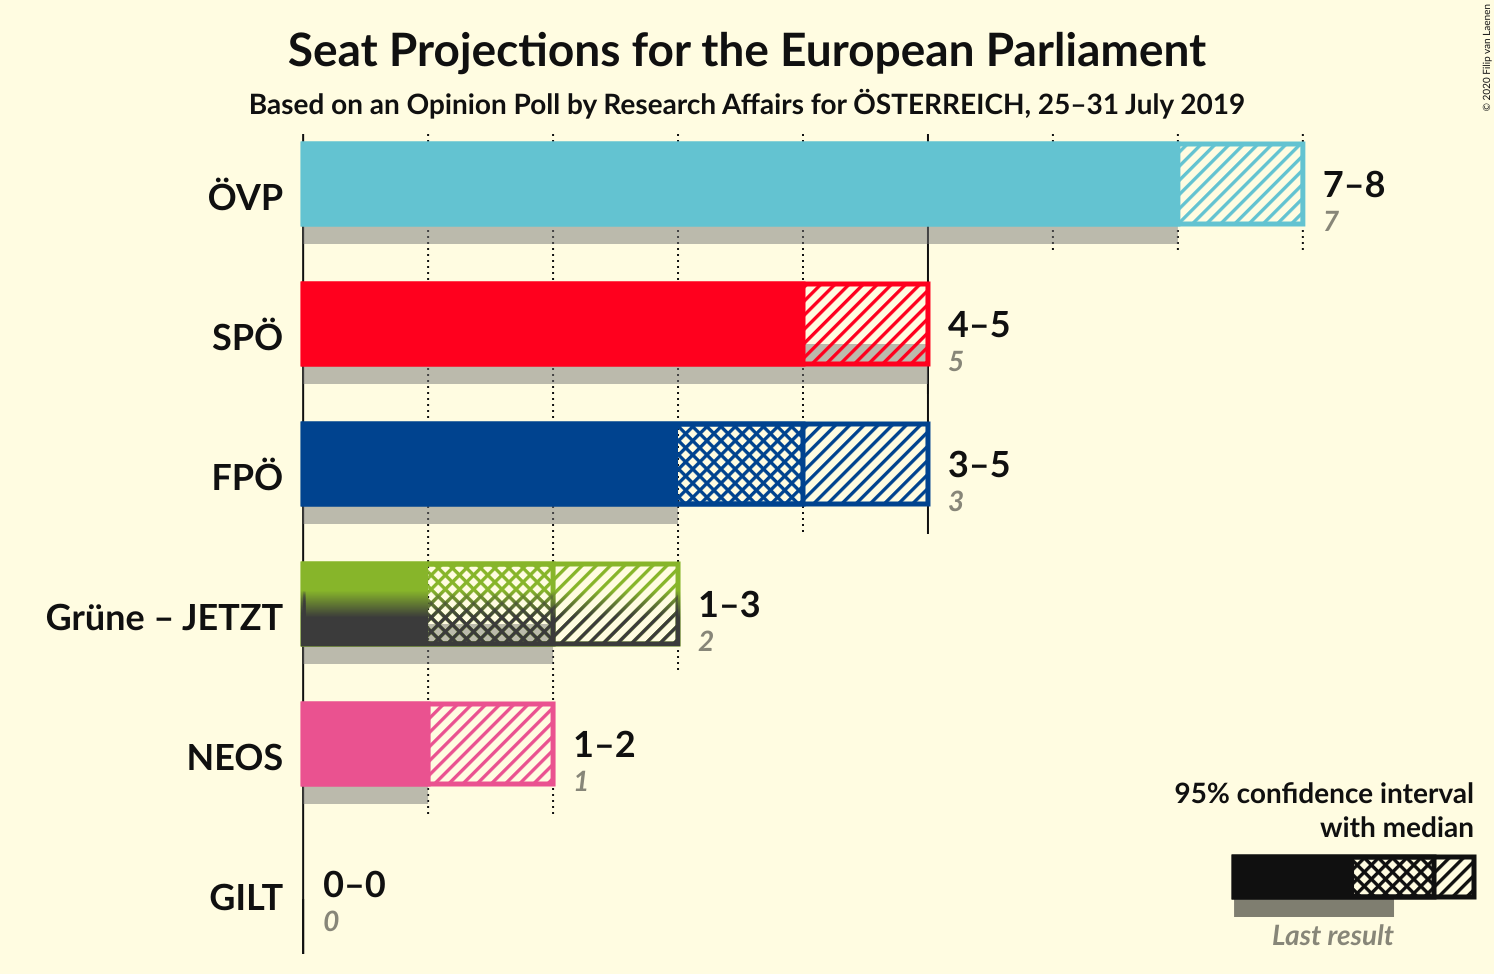 Seat Projections for the European Parliament
Based on an Opinion Poll by Research Affairs for ÖSTERREICH, 25–31 July 2019
© 2020 Filip van Laenen
ÖVP
7–8
7
SPÖ
4–5
5
FPÖ
3–5
3
Grüne – JETZT
1–3
2
NEOS
1–2
1
GILT
0–0
0
95% confidence interval
with median
Last result